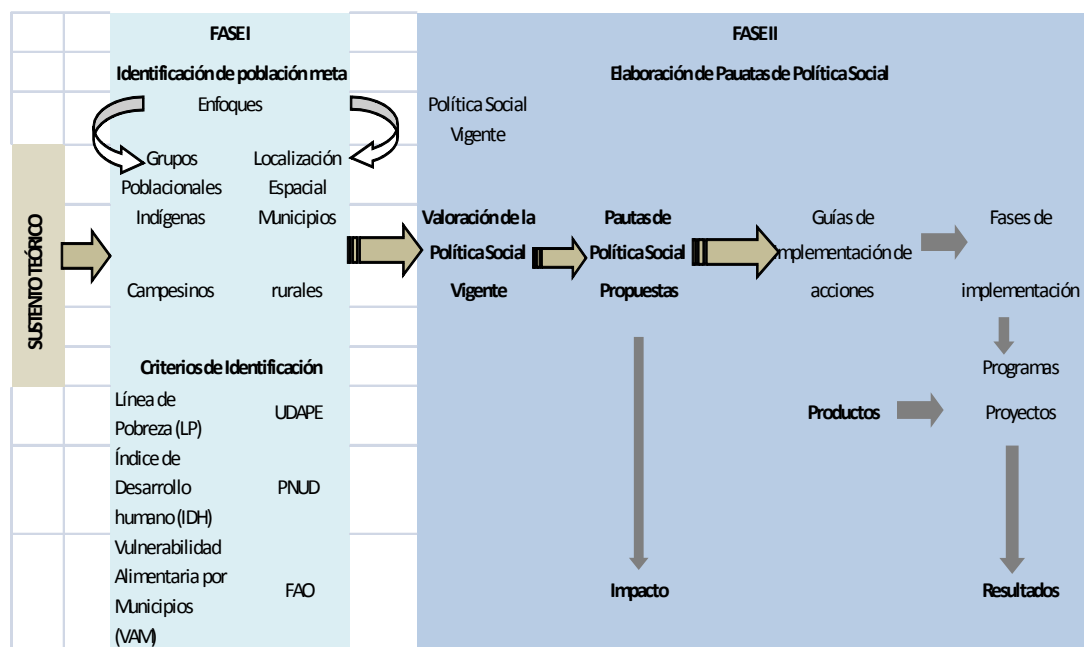 SUSTENTO TEÓRICO
FASE I
Identificación de población meta
Enfoques
Grupos
Poblacionales
Indígenas
Campesinos
Localización
Espacial
Municipios
rurales
Criterios de Identificación
Línea de
Pobreza (LP)
UDAPE
Índice de
Desarrollo
humano (IDH)
PNUD
Vulnerabilidad
Alimentaria por
Municipios
(VAM)
FAO
FASE II
Elaboración de Pauatas de Política Social
Política Social
Vigente
Valoración de la
Política Social
Vigente
Pautas de
Política Social
Propuestas
Impacto
Guías de
implementación de
acciones
Fases de
implementación
Programas
Productos
Proyectos
Resultados